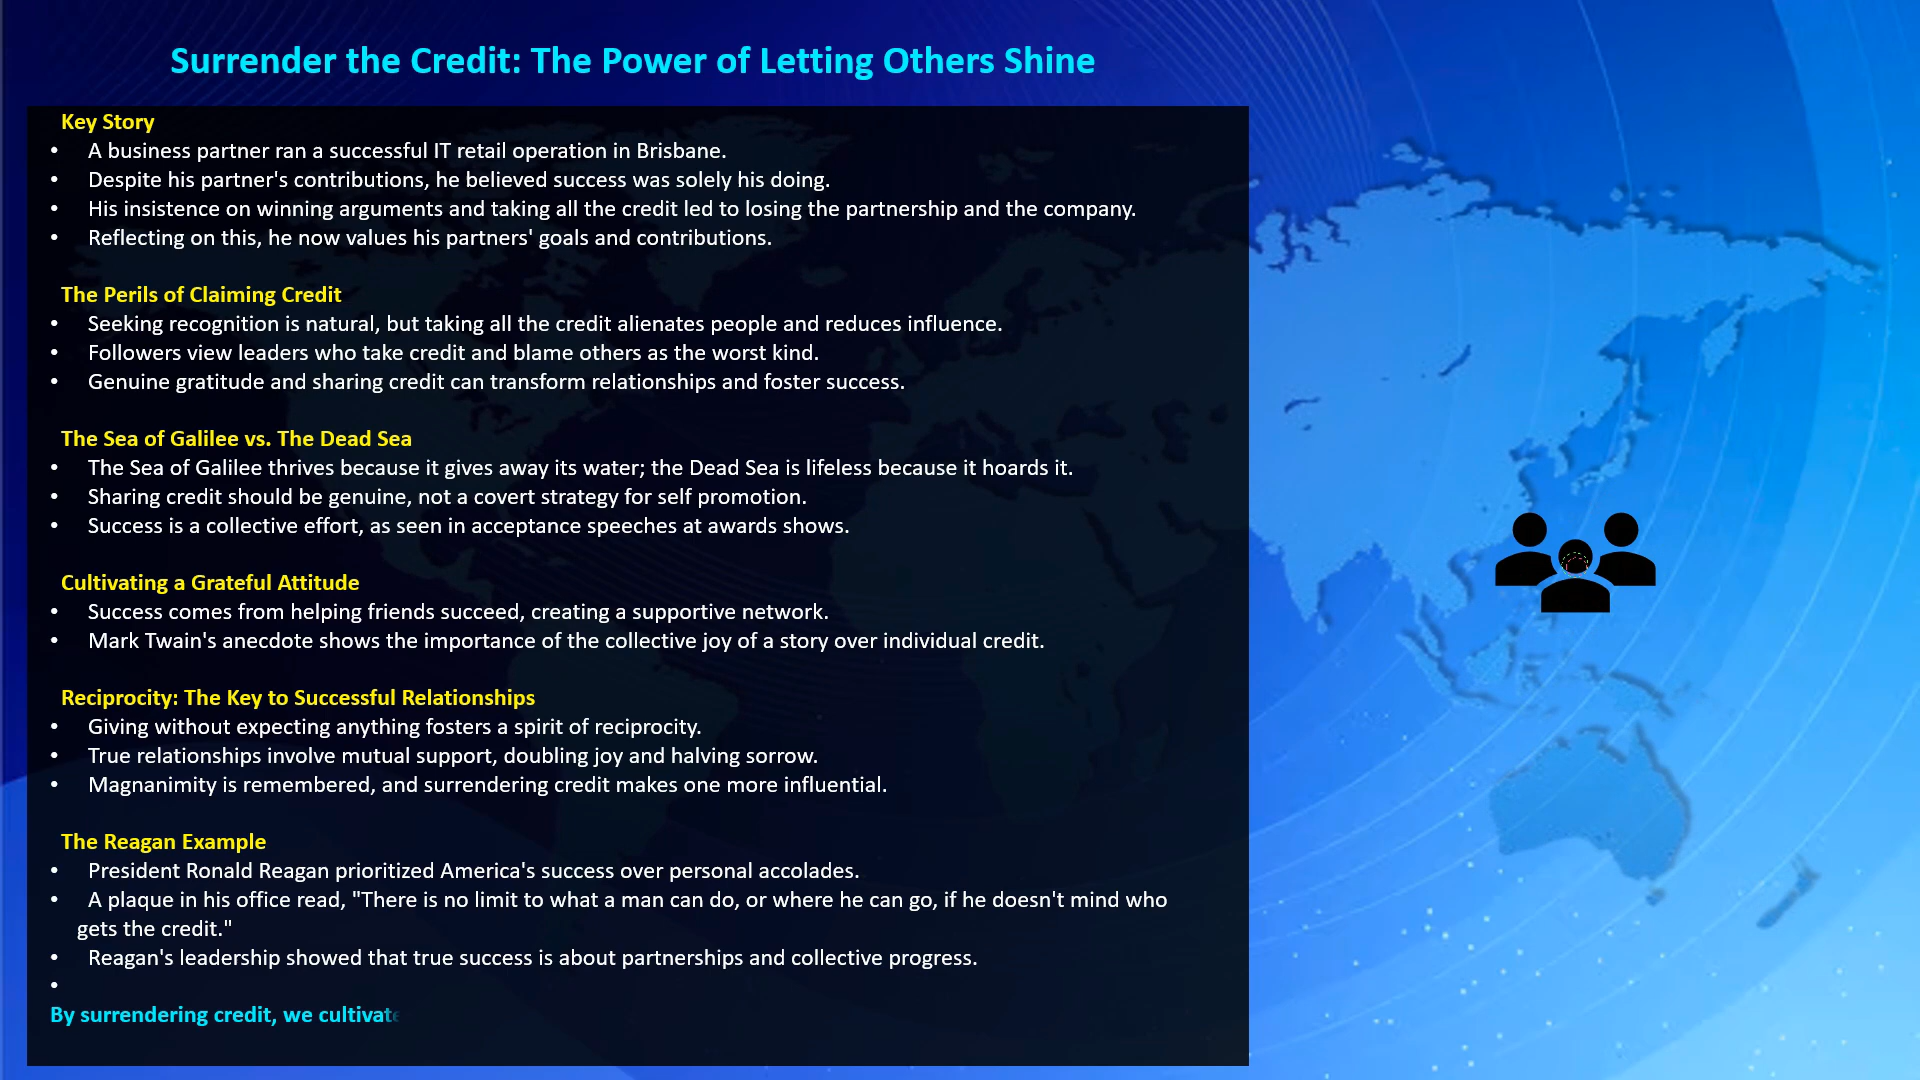 Surrender the Credit: The Power of Letting Others Shine
Key Story
• A business partner ran a successful IT retail operation in Brisbane.
• Despite his partner's contributions, he believed success was solely his doing.
• His insistence on winning arguments and taking all the credit led to losing the partnership and the company.
• Reflecting on this, he now values his partners' goals and contributions.
The Perils of Claiming Credit
• Seeking recognition is natural, but taking all the credit alienates people and reduces influence.
• Followers view leaders who take credit and blame others as the worst kind.
• Genuine gratitude and sharing credit can transform relationships and foster success.
The Sea of Galilee vs. The Dead Sea
• The Sea of Galilee thrives because it gives away its water; the Dead Sea is lifeless because it hoards it.
• Sharing credit should be genuine, not a covert strategy for self promotion.
• Success is a collective effort, as seen in acceptance speeches at awards shows.
Cultivating a Grateful Attitude
• Success comes from helping friends succeed, creating a supportive network.
• Mark Twain's anecdote shows the importance of the collective joy of a story over individual credit.
Reciprocity: The Key to Successful Relationships
• Giving without expecting anything fosters a spirit of reciprocity.
• True relationships involve mutual support, doubling joy and halving sorrow.
• Magnanimity is remembered, and surrendering credit makes one more influential.
The Reagan Example
• President Ronald Reagan prioritized America's success over personal accolades.
• A plaque in his office read, "There is no limit to what a man can do, or where he can go, if he doesn't mind who
gets the credit."
• Reagan's leadership showed that true success is about partnerships and collective progress.
•
By surrendering credit, we cultivate